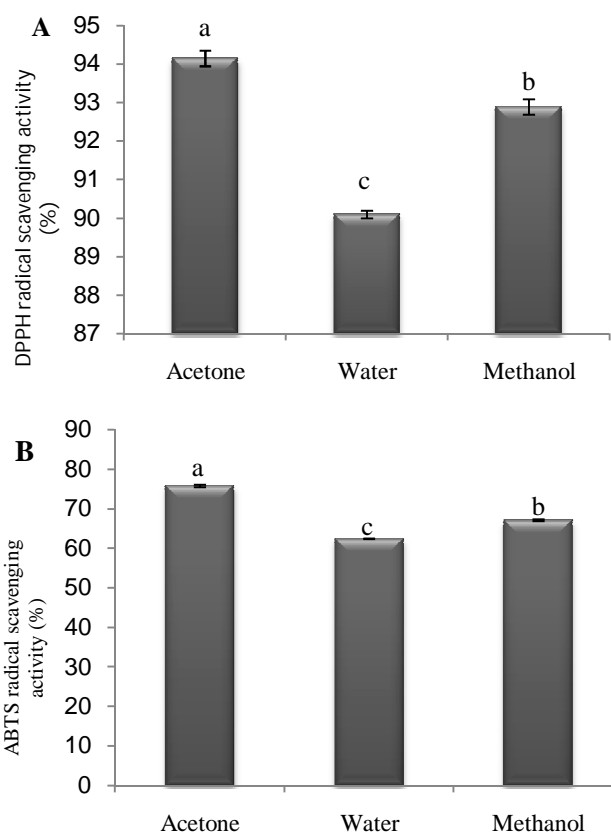 A
DPPH radical scavenging activity
(%)
95
94
93
92
91
90
89
88
87
a
c
b
Acetone
Water
Methanol
B
ABTS radical scavenging
activity (%)
90
80
70
60
50
40
30
20
10
0
a
c
b
Acetone
Water
Methanol